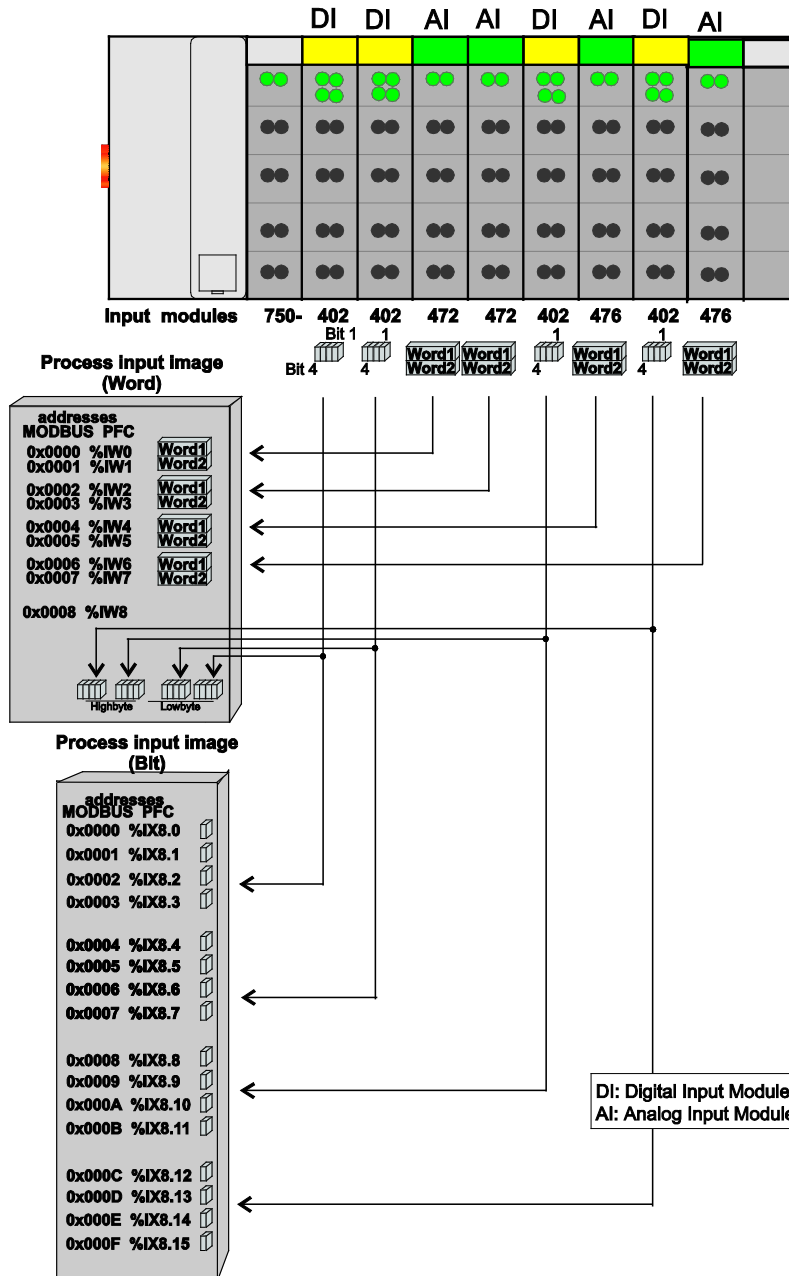 DI DI AI AI DI AI DI AI
Input modules 750- 402 402 472 472 402 476 402 476
Bit 1 1 1 1
Word1 Word1 Word1 Word1
Word2 Word2 Word2 Word2
Bit 4 4 4 4
Process input image
(Word)
addresses
MODBUS PFC
0x0000 %IW0 Word1
0x0001 %IW1 Word2
0x0002 %IW2 Word1
0x0003 %IW3 Word2
0x0004 %IW4 Word1
0x0005 %IW5 Word2
0x0006 %IW6 Word1
0x0007 %IW7 Word2
0x0008 %IW8
Highbyte Lowbyte
Process input image
(Bit)
addresses
MODBUS PFC
0x0000 %IX8.0
0x0001 %IX8.1
0x0002 %IX8.2
0x0003 %IX8.3
0x0004 %IX8.4
0x0005 %IX8.5
0x0006 %IX8.6
0x0007 %IX8.7
0x0008 %IX8.8
0x0009 %IX8.9
0x000A %IX8.10
0x000B %IX8.11
0x000C %IX8.12
0x000D %IX8.13
0x000E %IX8.14
0x000F %IX8.15
DI: Digital Input Module
AI: Analog Input Module